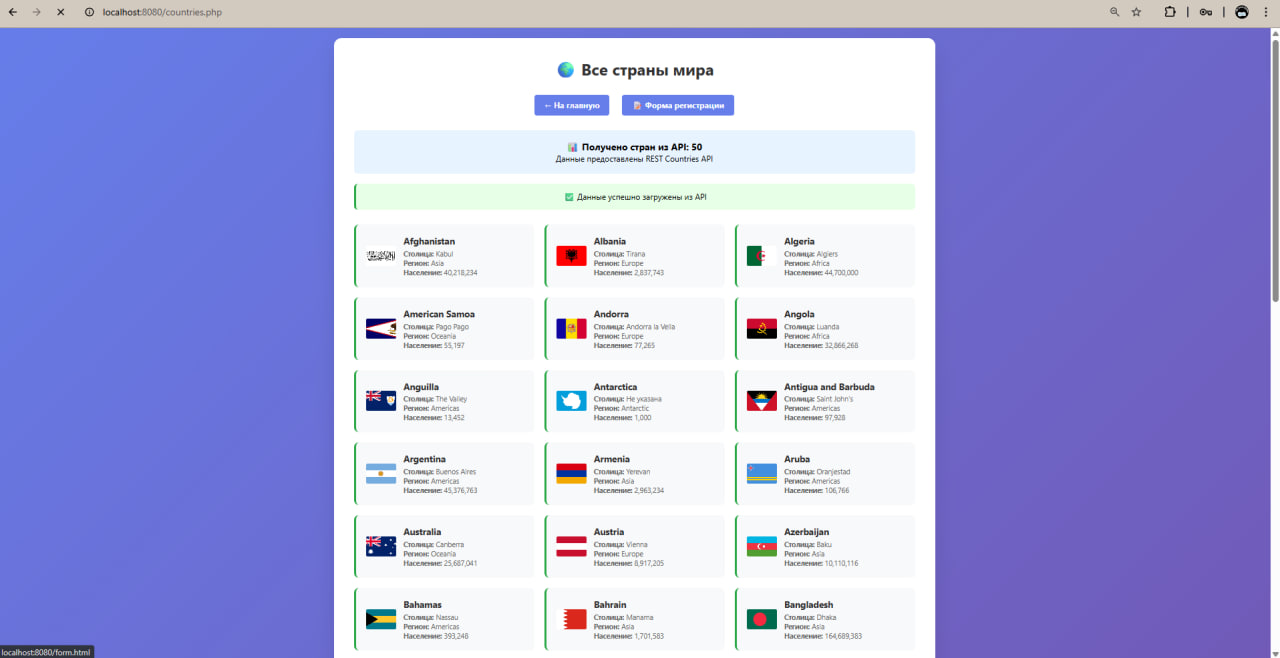 localhost:8080/countries.php
Все страны мира
← На главную
Форма регистрации
Получено стран из API: 50
Данные предоставлены REST Countries API
Данные успешно загружены из API
Afghanistan
Столица: Kabul
Регион: Asia
Население: 40,218,234
Albania
Столица: Tirana
Регион: Europe
Население: 2,837,743
Algeria
Столица: Algiers
Регион: Africa
Население: 44,700,000
American Samoa
Столица: Pago Pago
Регион: Oceania
Население: 55,197
Andorra
Столица: Andorra la Vella
Регион: Europe
Население: 77,265
Angola
Столица: Luanda
Регион: Africa
Население: 32,866,268
Anguilla
Столица: The Valley
Регион: Americas
Население: 13,452
Antarctica
Столица: Не указана
Регион: Antarctic
Население: 1,000
Antigua and Barbuda
Столица: Saint John's
Регион: Americas
Население: 97,928
Argentina
Столица: Buenos Aires
Регион: Americas
Население: 45,376,763
Armenia
Столица: Yerevan
Регион: Asia
Население: 2,963,234
Aruba
Столица: Oranjestad
Регион: Americas
Население: 106,766
Australia
Столица: Canberra
Регион: Oceania
Население: 25,687,041
Austria
Столица: Vienna
Регион: Europe
Население: 8,917,205
Azerbaijan
Столица: Baku
Регион: Asia
Население: 10,110,116
Bahamas
Столица: Nassau
Регион: Americas
Население: 393,248
Bahrain
Столица: Manama
Регион: Asia
Население: 1,701,583
Bangladesh
Столица: Dhaka
Регион: Asia
Население: 164,689,383
localhost:8080/form.html